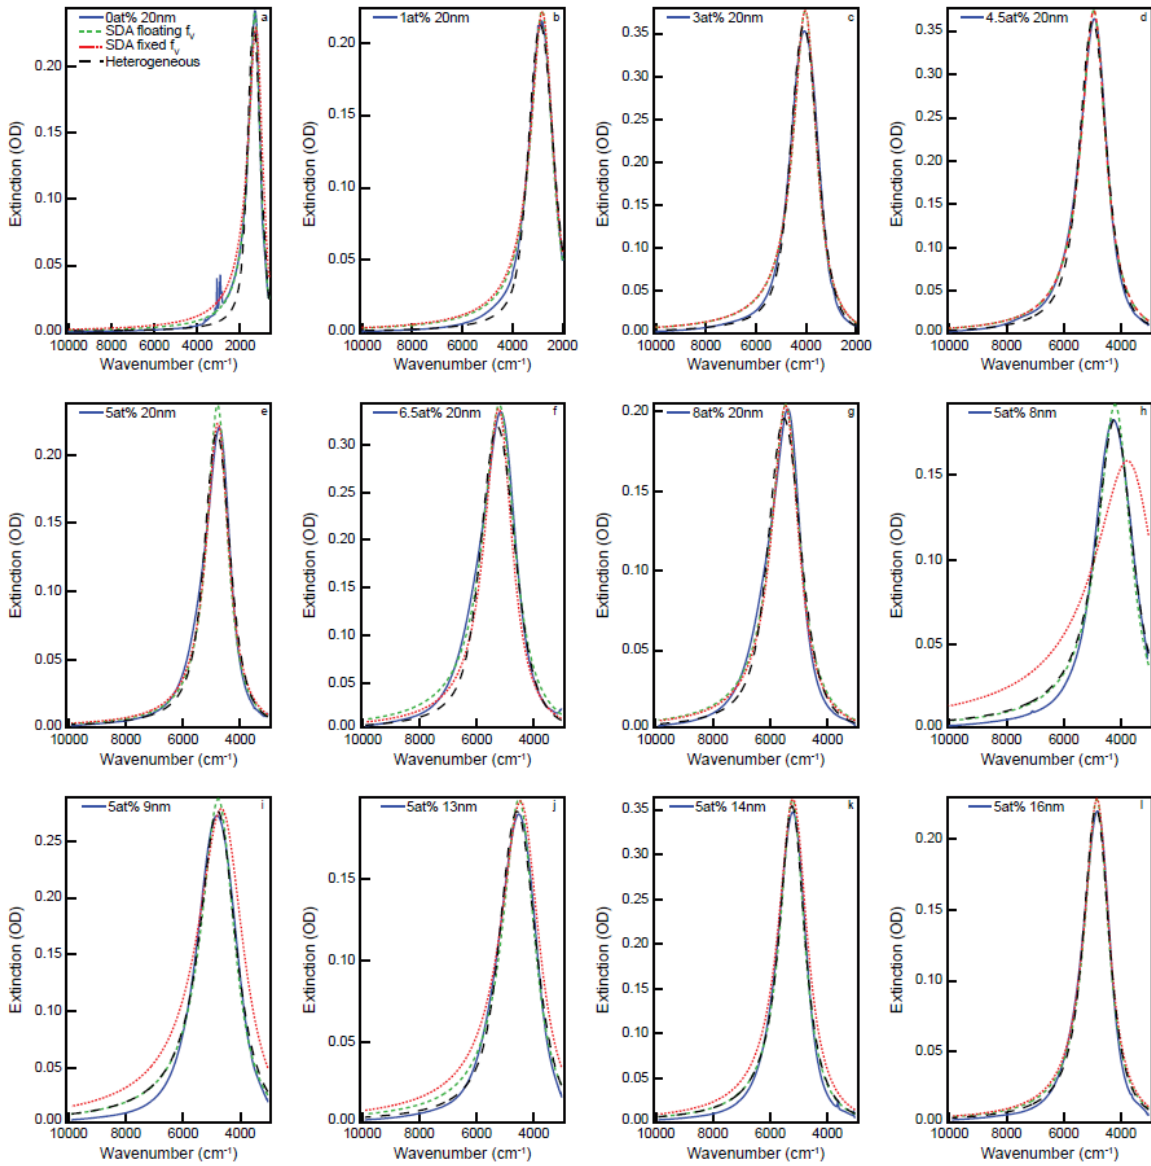 0at% 20nm
SDA floating fv
SDA fixed fv
Heterogeneous
a
Extinction (OD)
0.20
0.15
0.10
0.05
0.00
10000 8000 6000 4000 2000
Wavenumber (cm⁻¹)
1at% 20nm
b
Extinction (OD)
0.20
0.15
0.10
0.05
0.00
10000 8000 6000 4000 2000
Wavenumber (cm⁻¹)
3at% 20nm
c
Extinction (OD)
0.35
0.30
0.25
0.20
0.15
0.10
0.05
0.00
10000 8000 6000 4000 2000
Wavenumber (cm⁻¹)
4.5at% 20nm
d
Extinction (OD)
0.35
0.30
0.25
0.20
0.15
0.10
0.05
0.00
10000 8000 6000 4000
Wavenumber (cm⁻¹)
5at% 20nm
e
Extinction (OD)
0.20
0.15
0.10
0.05
0.00
10000 8000 6000 4000
Wavenumber (cm⁻¹)
6.5at% 20nm
f
Extinction (OD)
0.30
0.25
0.20
0.15
0.10
0.05
0.00
10000 8000 6000 4000
Wavenumber (cm⁻¹)
8at% 20nm
g
Extinction (OD)
0.20
0.15
0.10
0.05
0.00
10000 8000 6000 4000
Wavenumber (cm⁻¹)
5at% 8nm
h
Extinction (OD)
0.15
0.10
0.05
0.00
10000 8000 6000 4000
Wavenumber (cm⁻¹)
5at% 9nm
i
Extinction (OD)
0.25
0.20
0.15
0.10
0.05
0.00
10000 8000 6000 4000
Wavenumber (cm⁻¹)
5at% 13nm
j
Extinction (OD)
0.20
0.15
0.10
0.05
0.00
10000 8000 6000 4000
Wavenumber (cm⁻¹)
5at% 14nm
k
Extinction (OD)
0.35
0.30
0.25
0.20
0.15
0.10
0.05
0.00
10000 8000 6000 4000
Wavenumber (cm⁻¹)
5at% 16nm
l
Extinction (OD)
0.20
0.15
0.10
0.05
0.00
10000 8000 6000 4000
Wavenumber (cm⁻¹)